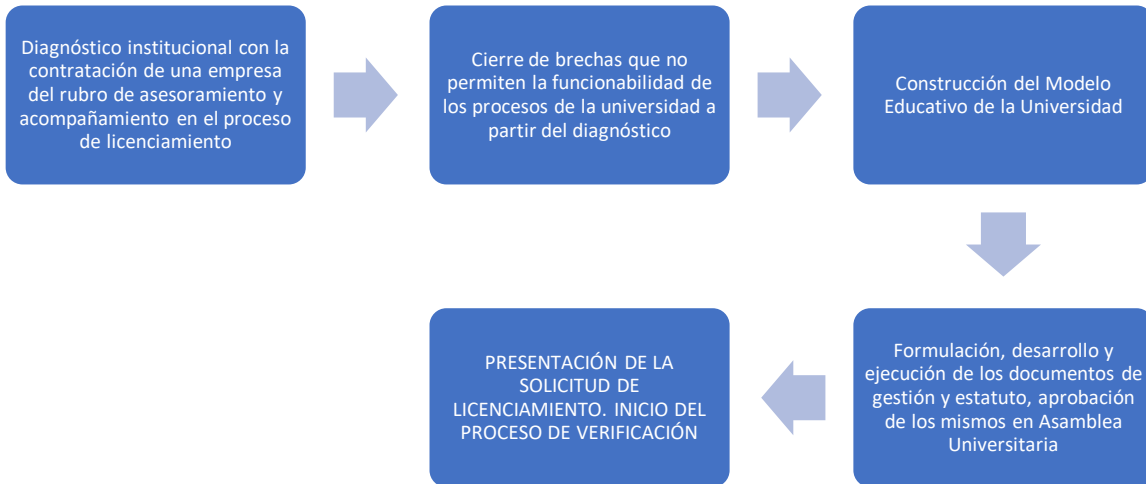 Diagnóstico institucional con la
contratación de una empresa
del rubro de asesoramiento y
acompañamiento en el proceso
de licenciamiento
Cierre de brechas que no
permiten la funcionabilidad de
los procesos de la universidad a
partir del diagnóstico
Construcción del Modelo
Educativo de la Universidad
Formulación, desarrollo y
ejecución de los documentos de
gestión y estatuto, aprobación
de los mismos en Asamblea
Universitaria
PRESENTACIÓN DE LA
SOLICITUD DE
LICENCIAMIENTO. INICIO DEL
PROCESO DE VERIFICACIÓN